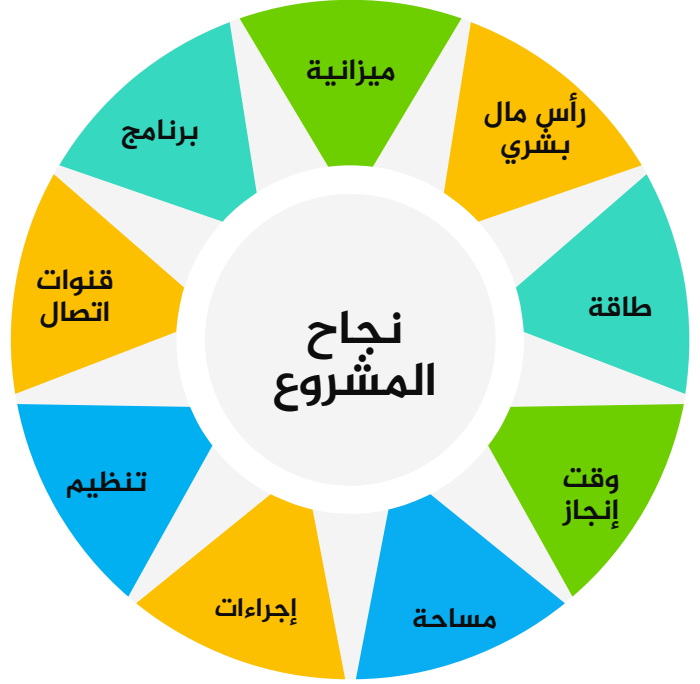 ميزانية
رأس مال
بشري
طاقة
وقت
إنجاز
مساحة
إجراءات
تنظيم
قنوات
اتصال
برنامج
نجاح
المشروع